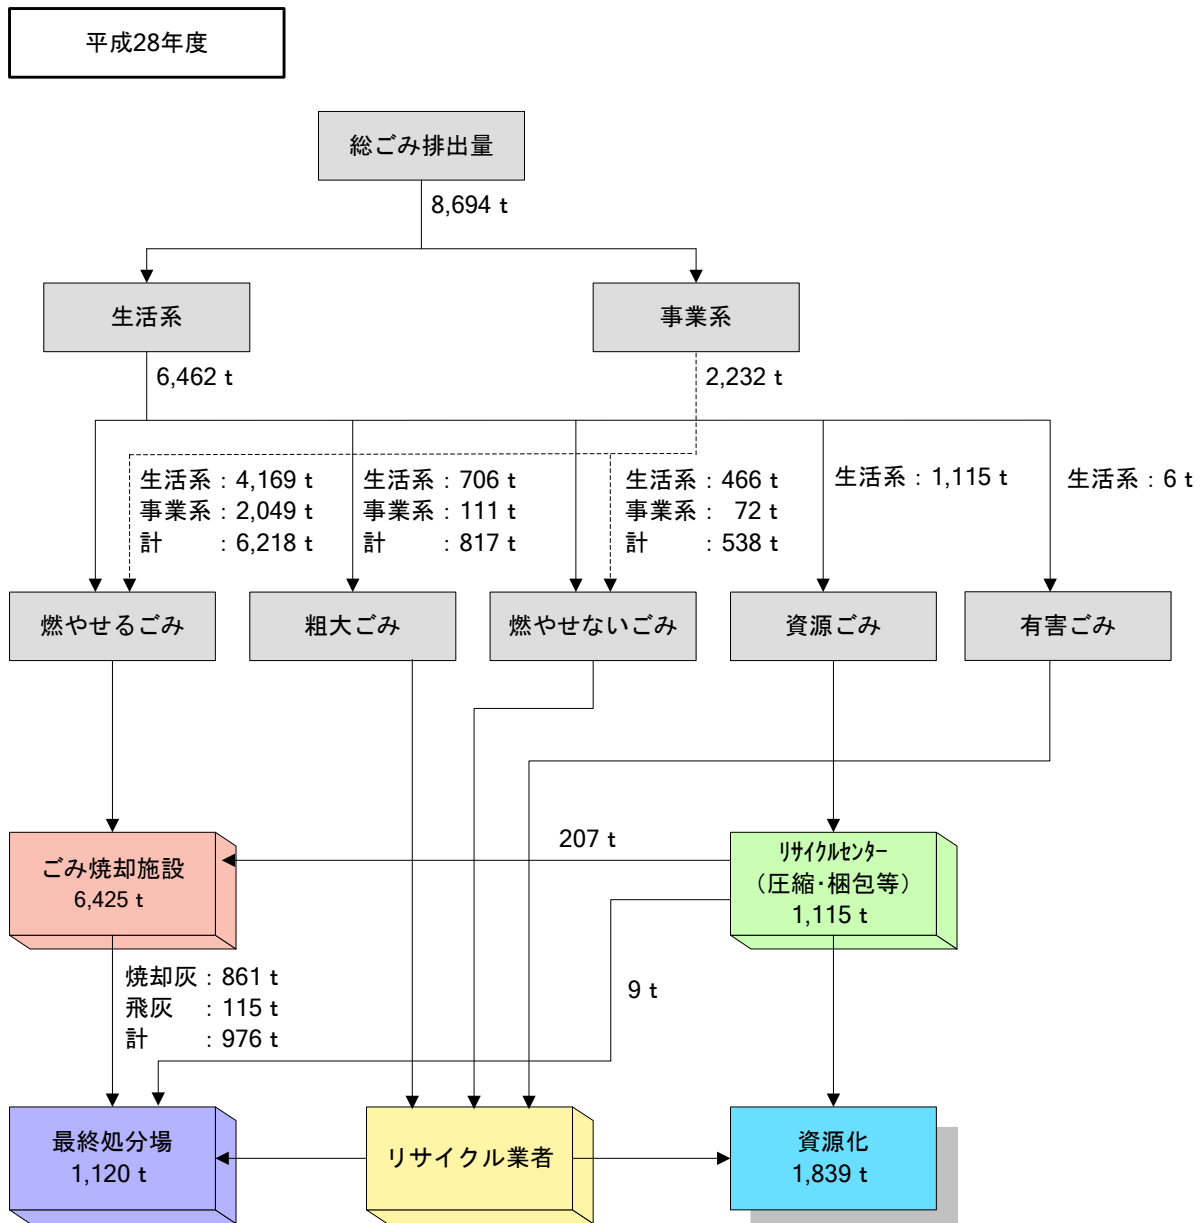 平成28年度
総ごみ排出量
8,694 t
生活系
事業系
6,462 t
2,232 t
生活系：4,169 t
事業系：2,049 t
計　　：6,218 t
生活系：706 t
事業系：111 t
計　　：817 t
生活系：466 t
事業系： 72 t
計　　：538 t
生活系：1,115 t
生活系：6 t
燃やせるごみ
粗大ごみ
燃やせないごみ
資源ごみ
有害ごみ
207 t
ごみ焼却施設
6,425 t
ﾘｻｲｸﾙｾﾝﾀｰ
（圧縮･梱包等）
1,115 t
焼却灰：861 t
飛灰　：115 t
計　　：976 t
9 t
最終処分場
1,120 t
リサイクル業者
資源化
1,839 t